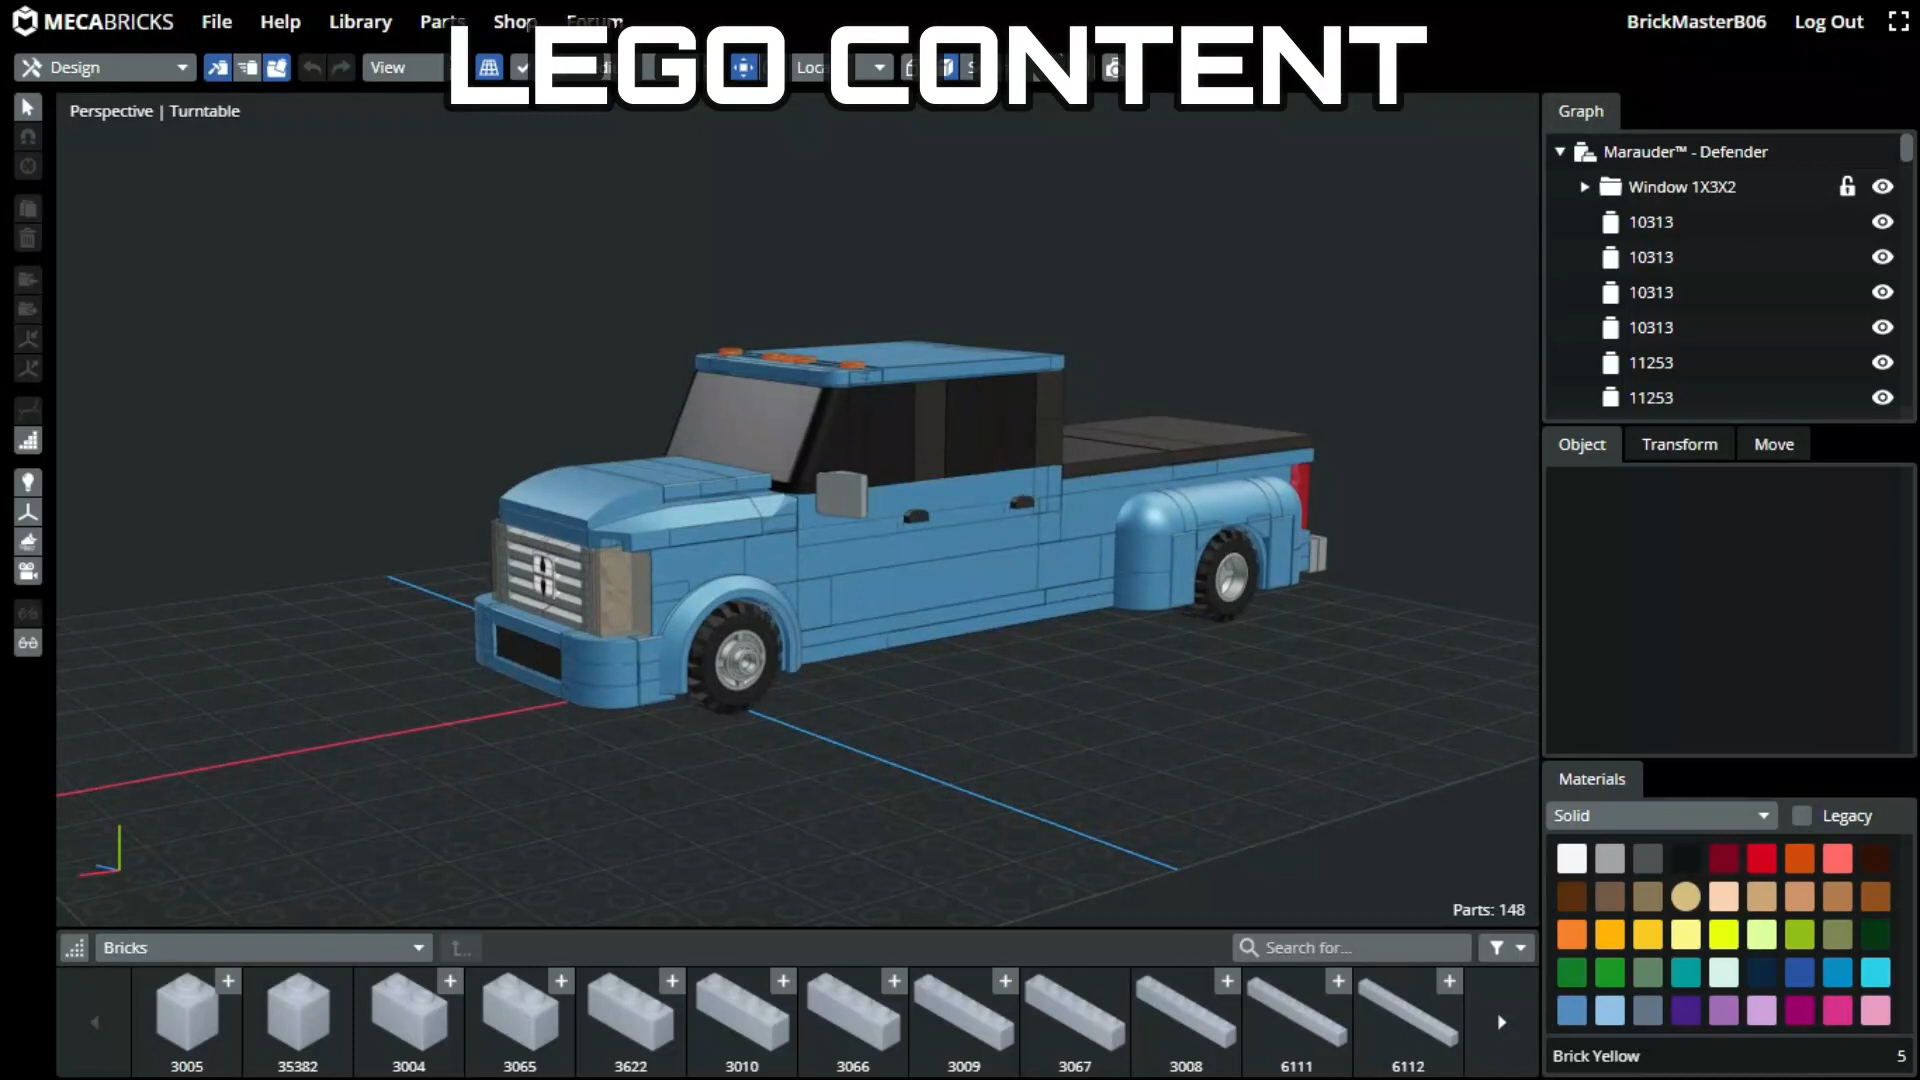 MECABRICKS File Help Library Parts Shop Forum BrickMasterB06 Log Out
LEGO CONTENT
Design View
Perspective | Turntable
Graph
Marauder™ - Defender
Window 1X3X2
10313
10313
10313
10313
11253
11253
Object Transform Move
Materials
Solid Legacy
Parts: 148
Bricks Search for...
3005 35382 3004 3065 3622 3010 3066 3009 3067 3008 6111 6112
Brick Yellow 5